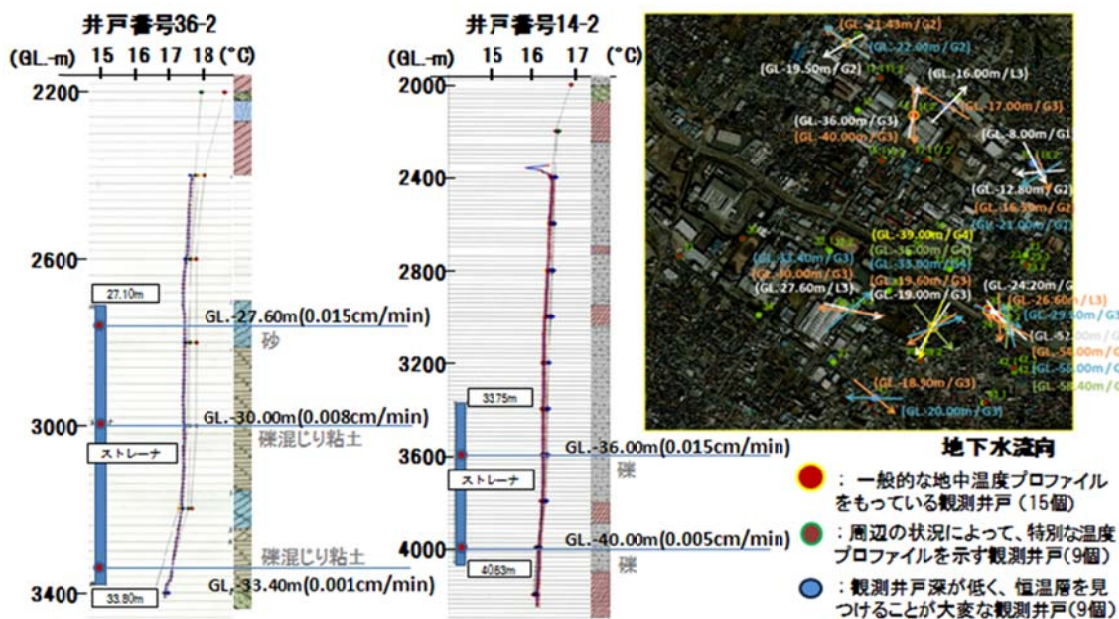 井戸番号36-2
(GL.-m) 15 16 17 18 (°C)
2200
2600
27.10m
GL.-27.60m(0.015cm/min)
砂
3000
GL.-30.00m(0.008cm/min)
礫混じり粘土
ストレーナ
礫混じり粘土
33.80m
GL,-33.40m(0.001cm/min)
3400
井戸番号14-2
(GL.-m) 15 16 17 (°C)
2000
2400
2800
3200
3375m
GL.-36.00m(0.015cm/min)
3600
礫
ストレーナ
GL.-40.00m(0.005cm/min)
4000
礫
4063m
(GL.-21.43m / G2)
(GL.-22.00m / G2)
(GL.-19.50m / G2)
(GL.-16.00m / L3)
(GL.-17.00m / G3)
(GL.-36.00m / G3)
(GL.-40.00m / G3)
(GL.-8.00m / G1
(GL.-12.80m / G2)
(GL.-21.00m / G2)
(GL.-39.00m / G4)
(GL.-33.40m / G3)
(GL.-19.60m / G3)
(GL.-27.60m / L3)
(GL.-19.00m / G3)
(GL.-24.20m / G
(GL.-26.60m / L3)
(GL.-18.90m / G3)
(GL.-20.00m / G3)
地下水流向
：一般的な地中温度プロファイル
をもっている観測井戸（15個）
：周辺の状況によって、特別な温度
プロファイルを示す観測井戸(9個)
：観測井戸深が低く、恒温層を見
つけることが大変な観測井戸(9個)